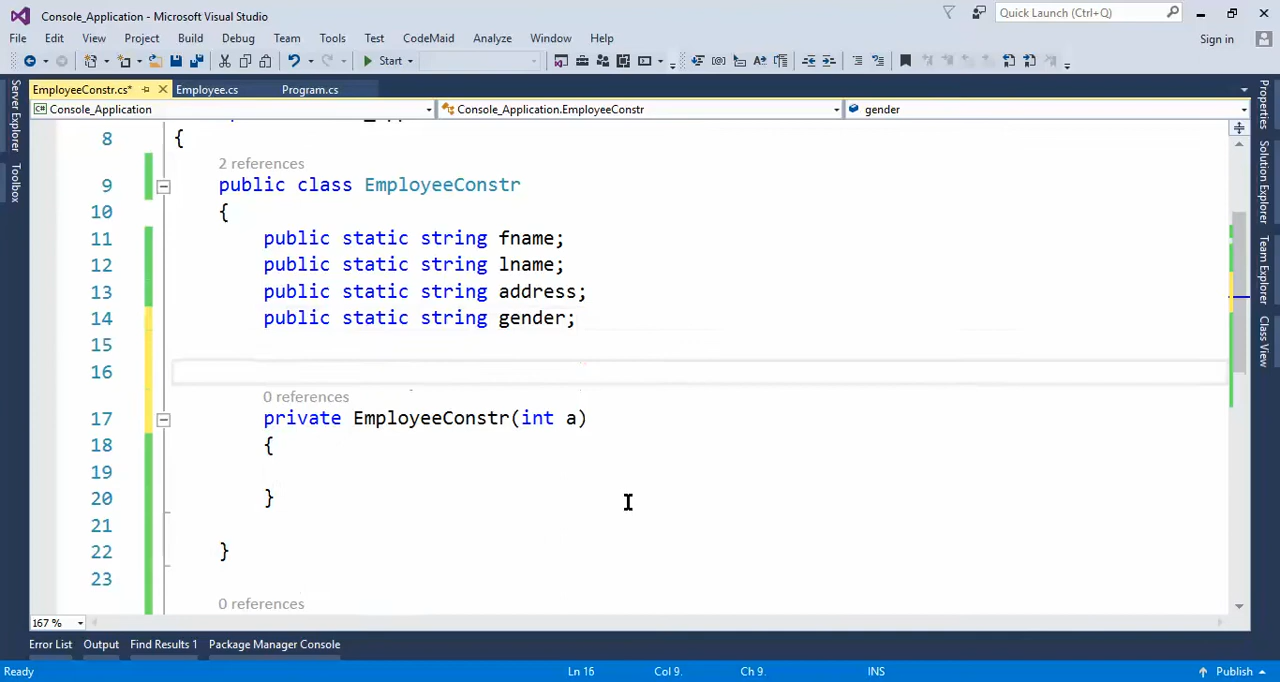 Console_Application - Microsoft Visual Studio
Quick Launch (Ctrl+Q)
File Edit View Project Build Debug Team Tools Test CodeMaid Analyze Window Help
Sign in
Start
EmployeeConstr.cs* Employee.cs Program.cs
Console_Application Console_Application.EmployeeConstr gender
8 {
2 references
9 public class EmployeeConstr
10 {
11 public static string fname;
12 public static string lname;
13 public static string address;
14 public static string gender;
15
16
0 references
17 private EmployeeConstr(int a)
18 {
19
20 }
21
22 }
23
0 references
167 %
Server Explorer
Toolbox
Properties
Solution Explorer
Team Explorer
Class View
Error List Output Find Results 1 Package Manager Console
Ready Ln 16 Col 9. Ch 9. INS Publish